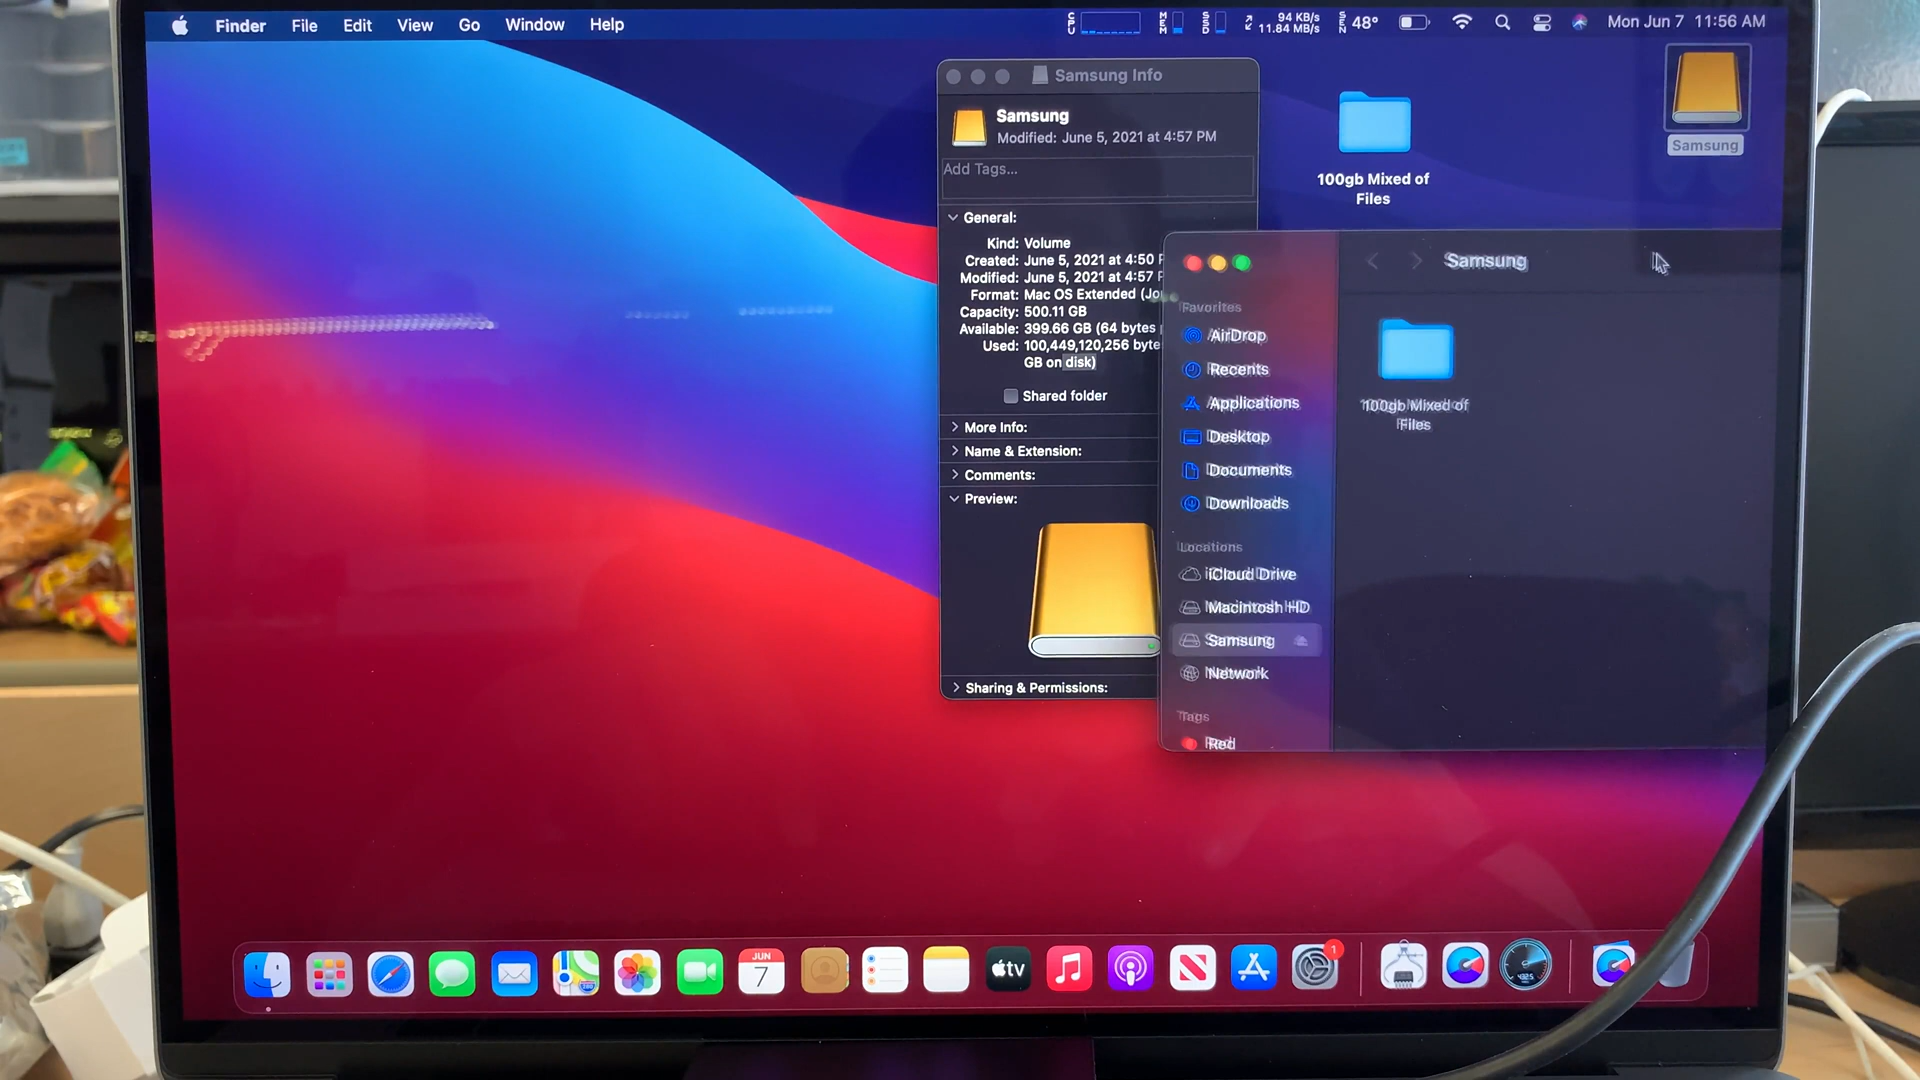 Finder File Edit View Go Window Help
CPU MEM SSD 94 KB/s SEN 48° Mon Jun 7 11:56 AM
11.84 MB/s
Samsung Info
Samsung
Modified: June 5, 2021 at 4:57 PM
Add Tags...
General:
Kind: Volume
Created: June 5, 2021 at 4:50
Modified: June 5, 2021 at 4:57
Format: Mac OS Extended
Capacity: 500.11 GB
Available: 399.66 GB (64 bytes
Used: 100,449,120,256 byte
GB on disk)
Shared folder
More Info:
Name & Extension:
Comments:
Preview:
Sharing & Permissions:
100gb Mixed of
Files
Samsung
Samsung
Favorites
AirDrop
Recents
Applications
Desktop
Documents
Downloads
Locations
iCloud Drive
Macintosh HD
Samsung
Network
Tags
Red
100gb Mixed of
Files
JUN
7
tv
1